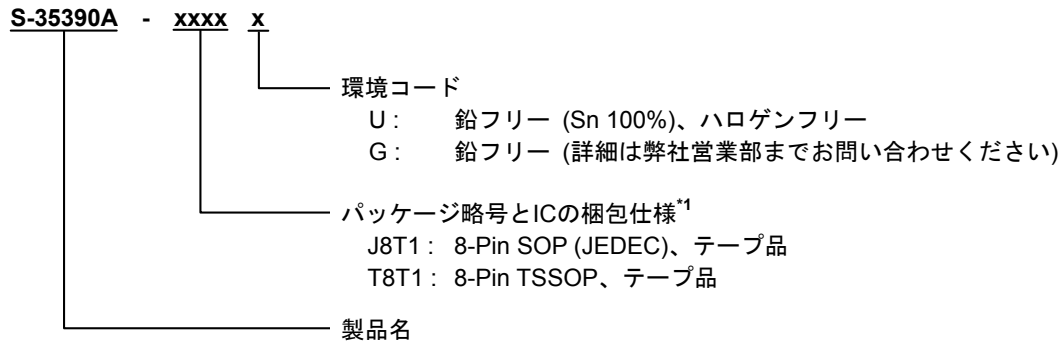 S-35390A - xxxx x
環境コード
U : 鉛フリー (Sn 100%)、ハロゲンフリー
G : 鉛フリー (詳細は弊社営業部までお問い合わせください)
パッケージ略号とICの梱包仕様*1
J8T1 : 8-Pin SOP (JEDEC)、テープ品
T8T1 : 8-Pin TSSOP、テープ品
製品名